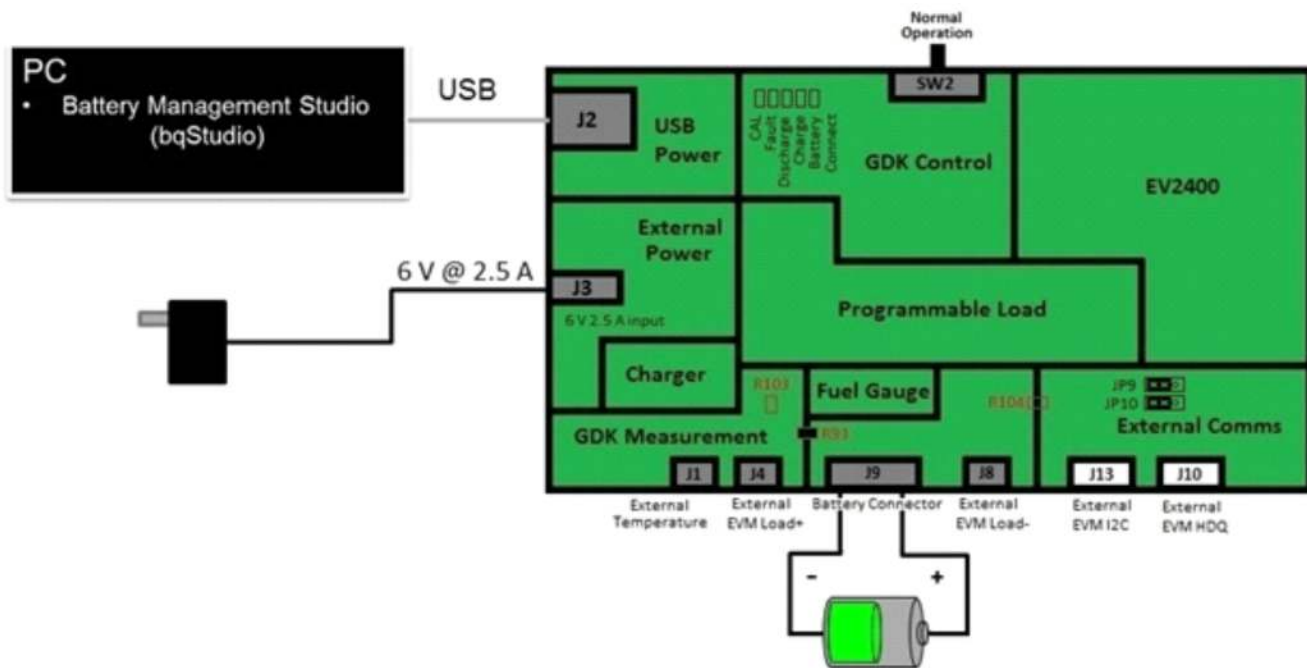 PC
• Battery Management Studio
(bqStudio)
USB
6 V @ 2.5 A
Normal
Operation
SW2
J2
USB
Power
CAL
Fault
Discharge
Charge
Battery
Connect
GDK Control
EV2400
External
Power
J3
6 V 2.5 A input
Programmable Load
Charger
R103
Fuel Gauge
R104
JP9
JP10
External Comms
GDK Measurement
R93
J1
J4
J9
J8
J13
J10
External
Temperature
External
EVM Load+
Battery Connector
External
EVM Load-
External
EVM I2C
External
EVM HDQ
-
+